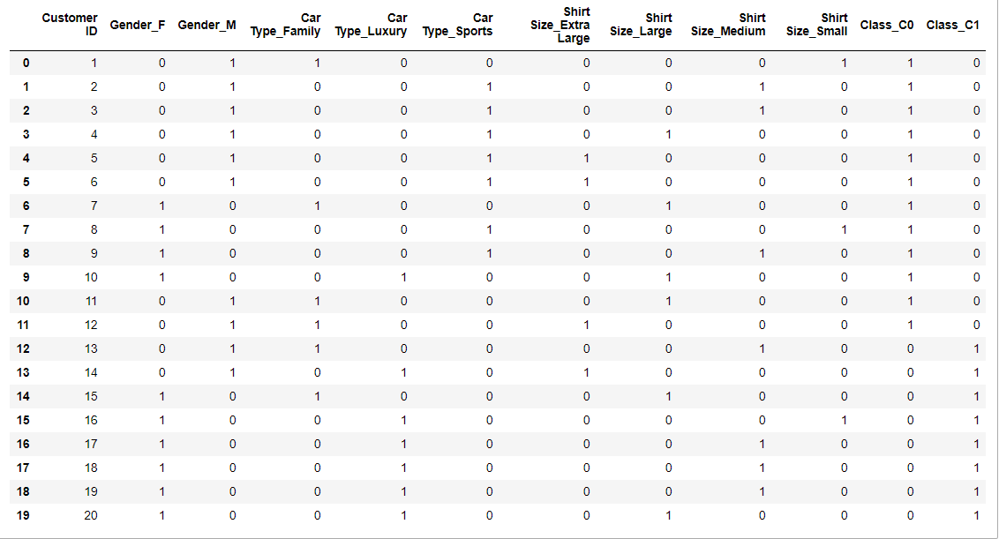 Customer ID Gender_F Gender_M Car Type_Family Car Type_Luxury Car Type_Sports Shirt Size_Extra Large Shirt Size_Large Shirt Size_Medium Shirt Size_Small Class_C0 Class_C1
0 1 0 1 1 0 0 0 0 0 1 1 0
1 2 0 1 0 0 1 0 0 1 0 1 0
2 3 0 1 0 0 1 0 0 1 0 1 0
3 4 0 1 0 0 1 0 1 0 0 1 0
4 5 0 1 0 0 1 1 0 0 0 1 0
5 6 0 1 0 0 1 1 0 0 0 1 0
6 7 1 0 1 0 0 0 1 0 0 1 0
7 8 1 0 0 0 1 0 0 0 1 1 0
8 9 1 0 0 0 1 0 0 1 0 1 0
9 10 1 0 0 1 0 0 1 0 0 1 0
10 11 0 1 1 0 0 0 1 0 0 1 0
11 12 0 1 1 0 0 1 0 0 0 1 0
12 13 0 1 1 0 0 0 0 1 0 0 1
13 14 0 1 0 1 0 1 0 0 0 0 1
14 15 1 0 1 0 0 0 1 0 0 0 1
15 16 1 0 0 1 0 0 0 0 1 0 1
16 17 1 0 0 1 0 0 0 1 0 0 1
17 18 1 0 0 1 0 0 0 1 0 0 1
18 19 1 0 0 1 0 0 0 1 0 0 1
19 20 1 0 0 1 0 0 1 0 0 0 1